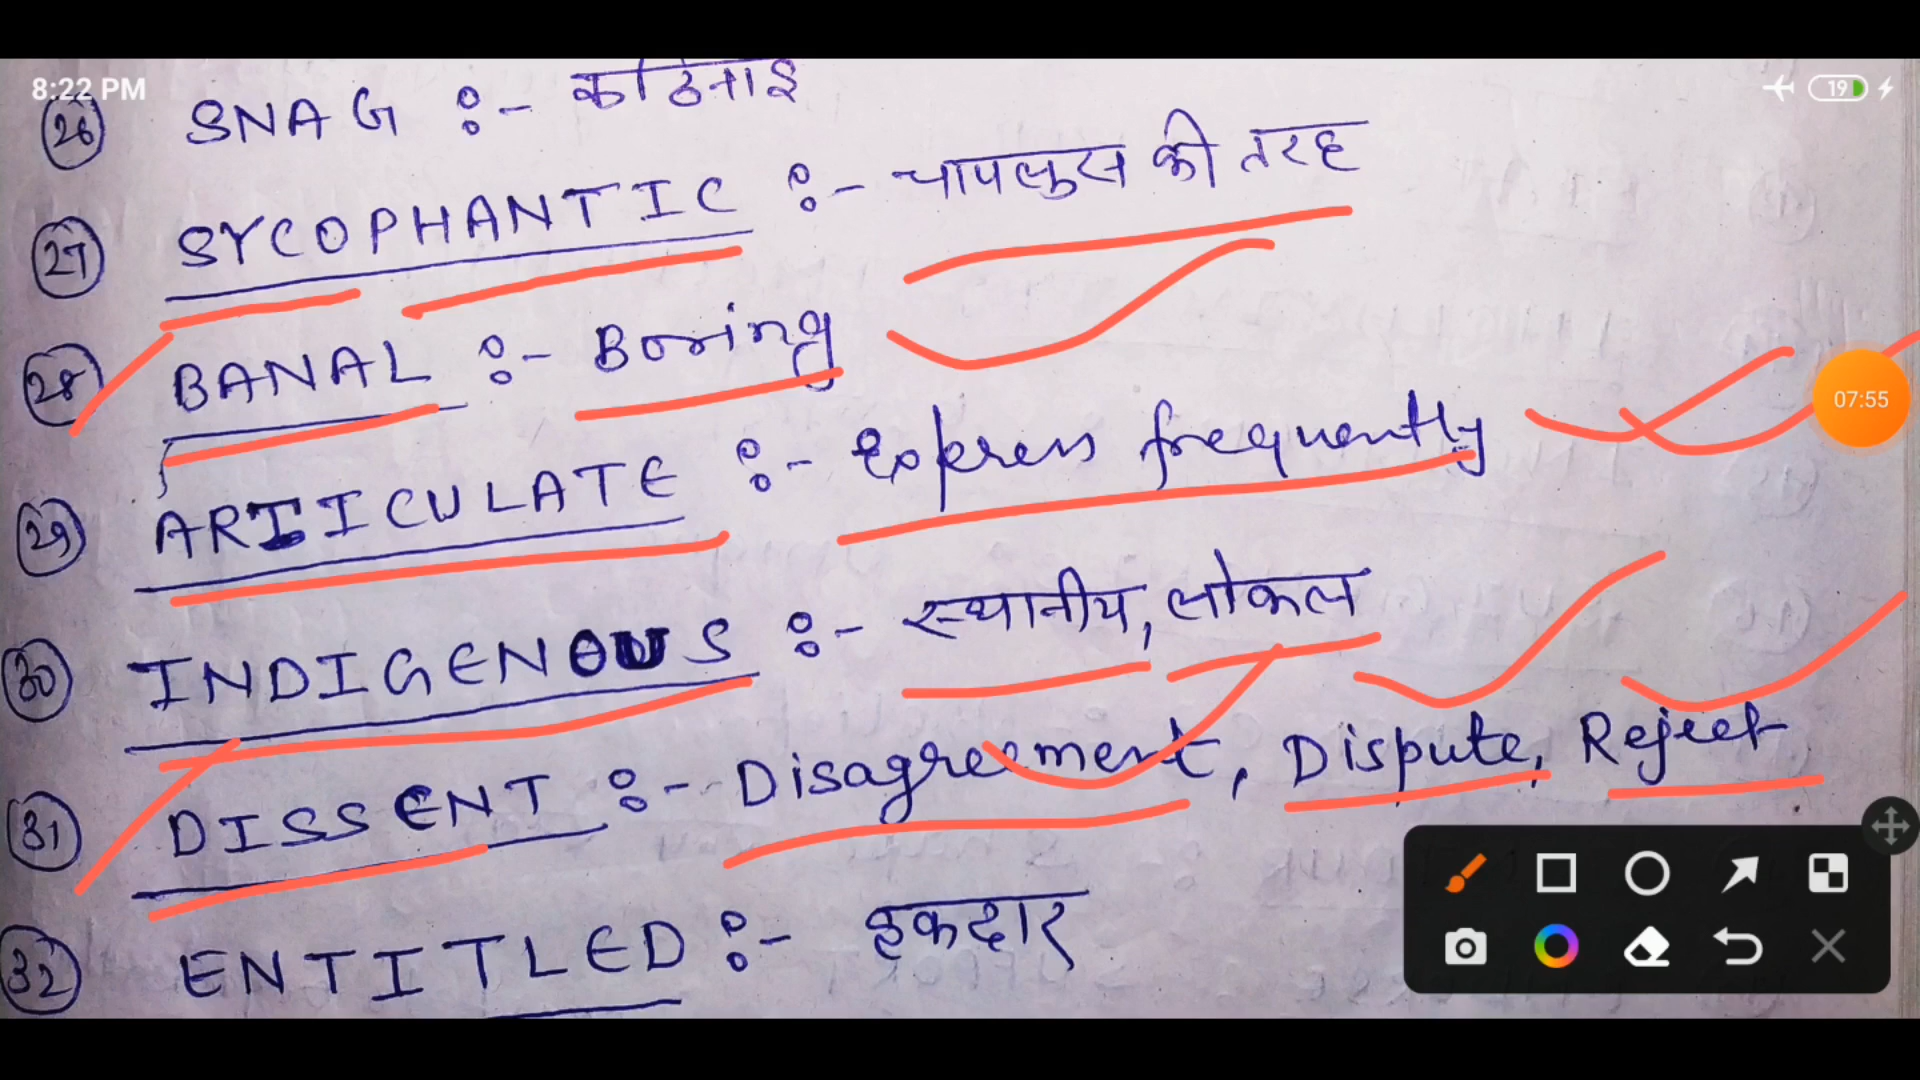 8:22 PM 19
26 SNAG :- कठिनाइ
27 SYCOPHANTIC :- चापलुस की तरह
28 BANAL :- Boring
07:55
29 ARTICULATE :- Express frequently
30 INDIGENOUS :- स्थानीय, लोकल
31 DISSENT :- Disagreement, Dispute, Reject
32 ENTITLED :- हकदार